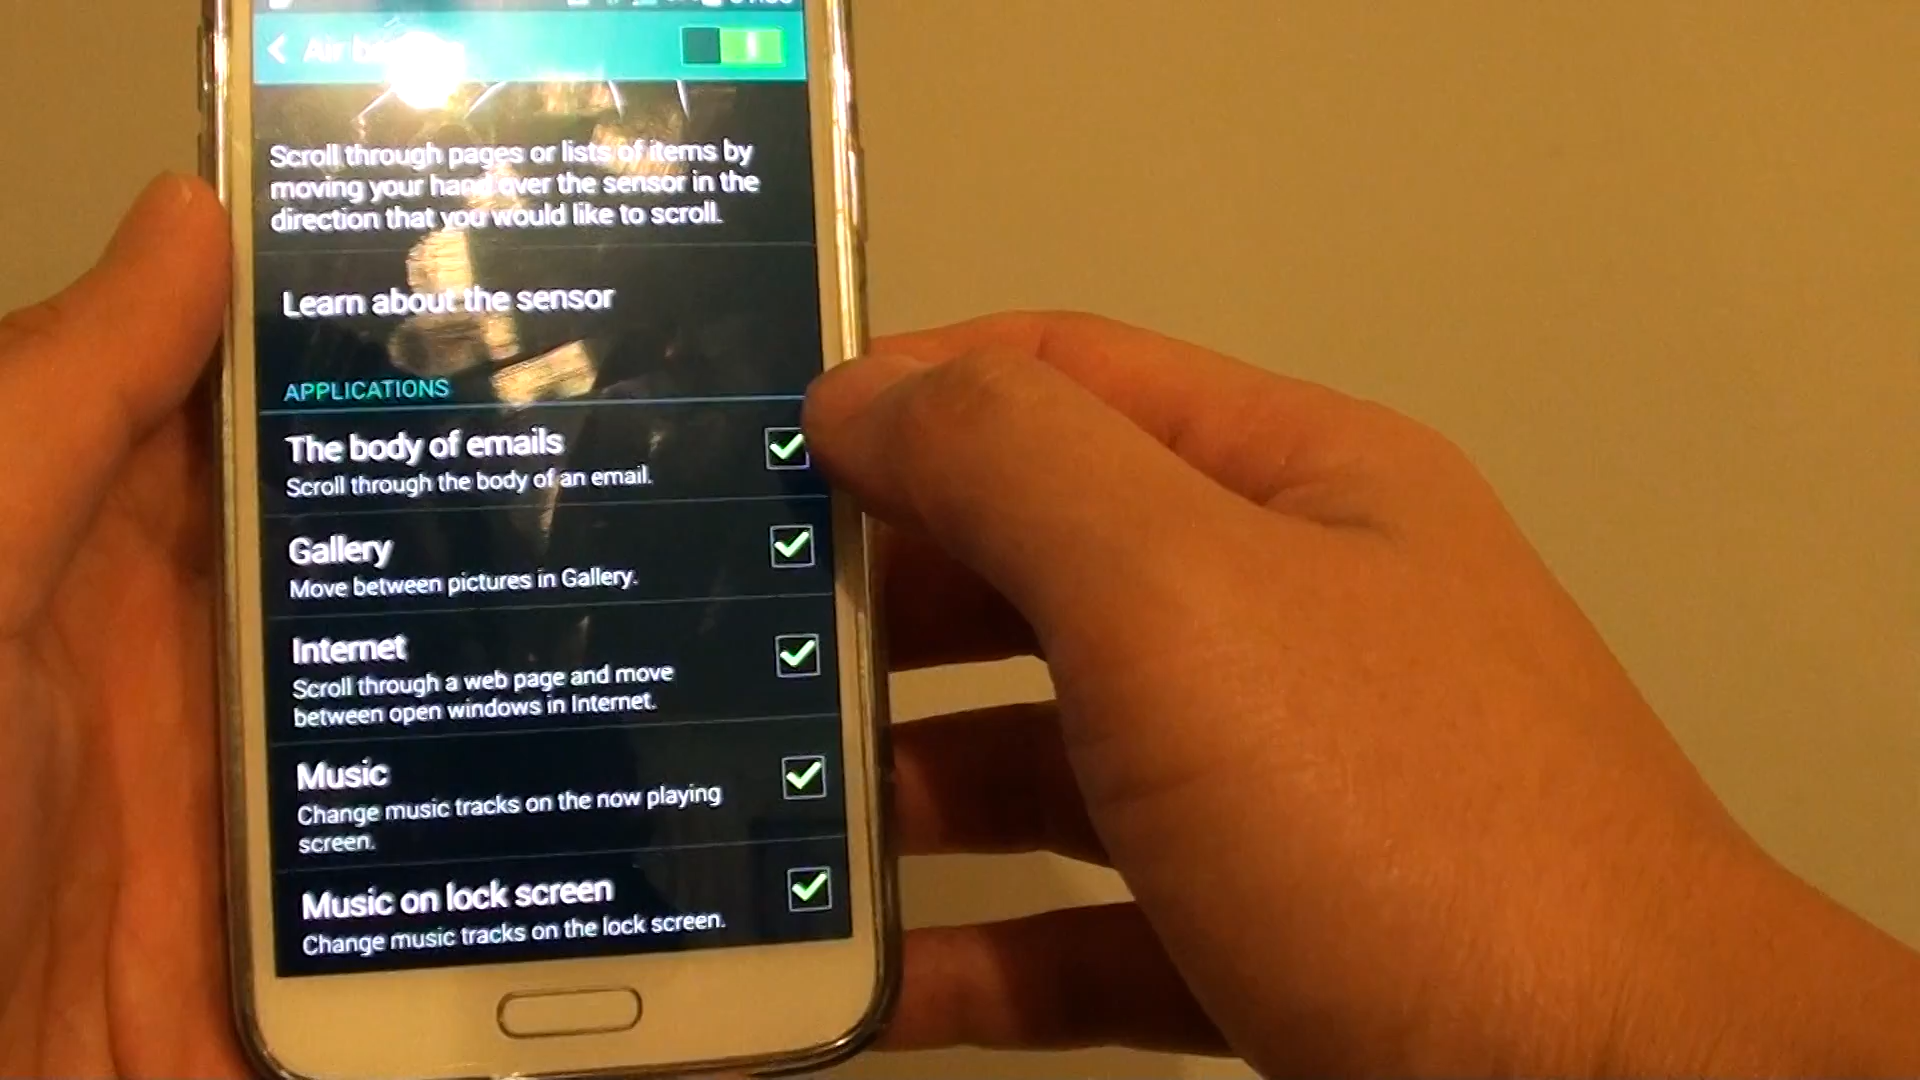 Air
Scroll through pages or lists of items by
moving your hand over the sensor in the
direction that you would like to scroll.
Learn about the sensor
APPLICATIONS
The body of emails
Scroll through the body of an email.
Gallery
Move between pictures in Gallery.
Internet
Scroll through a web page and move
between open windows in Internet.
Music
Change music tracks on the now playing
screen.
Music on lock screen
Change music tracks on the lock screen.